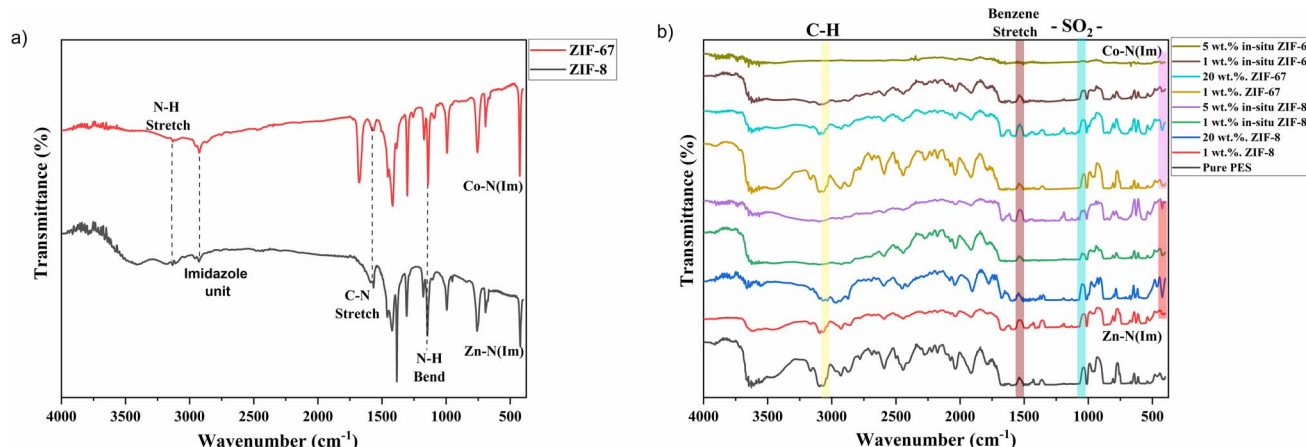 a)
ZIF-67
ZIF-8
N-H
Stretch
Co-N(Im)
Imidazole
unit
C-N
Stretch
N-H
Bend
Zn-N(Im)
Transmittance (%)
4000 3500 3000 2500 2000 1500 1000 500
Wavenumber (cm-1)
b)
C-H
Benzene
Stretch
- SO2 -
Co-N(Im)
5 wt.% in-situ ZIF-6
1 wt.% in-situ ZIF-6
20 wt.%. ZIF-67
1 wt.%. ZIF-67
5 wt.% in-situ ZIF-8
1 wt.% in-situ ZIF-8
20 wt.%. ZIF-8
1 wt.%. ZIF-8
Pure PES
Zn-N(Im)
Transmittance (%)
4000 3500 3000 2500 2000 1500 1000 500
Wavenumber (cm-1)